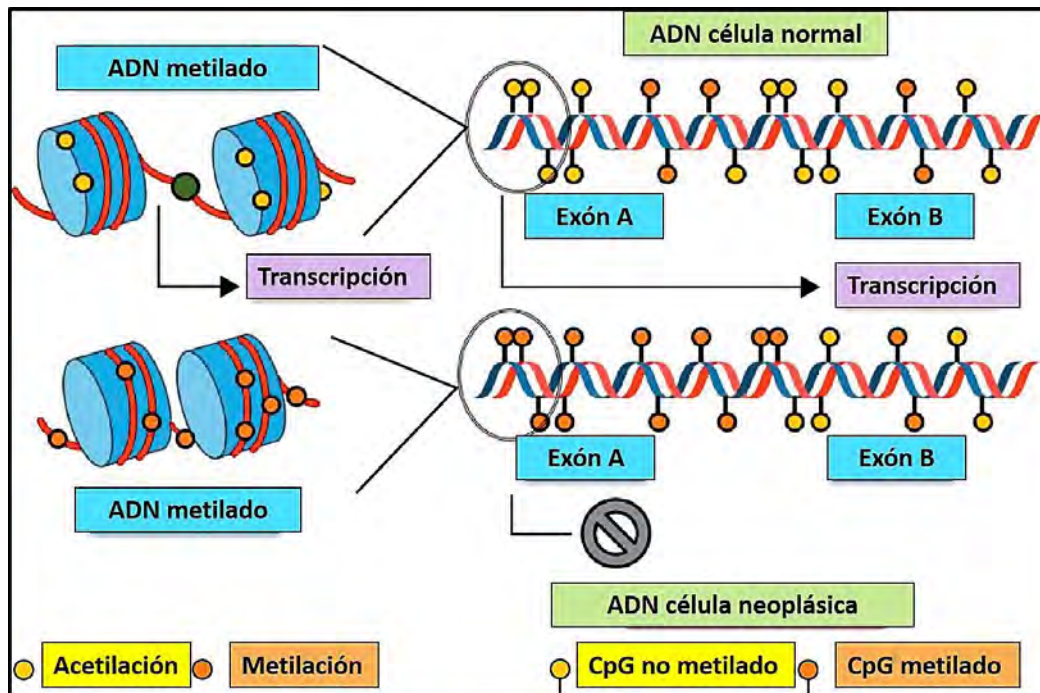 ADN célula normal
ADN metilado
Exón A
Exón B
Transcripción
Transcripción
Exón A
Exón B
ADN metilado
ADN célula neoplásica
Acetilación
Metilación
CpG no metilado
CpG metilado